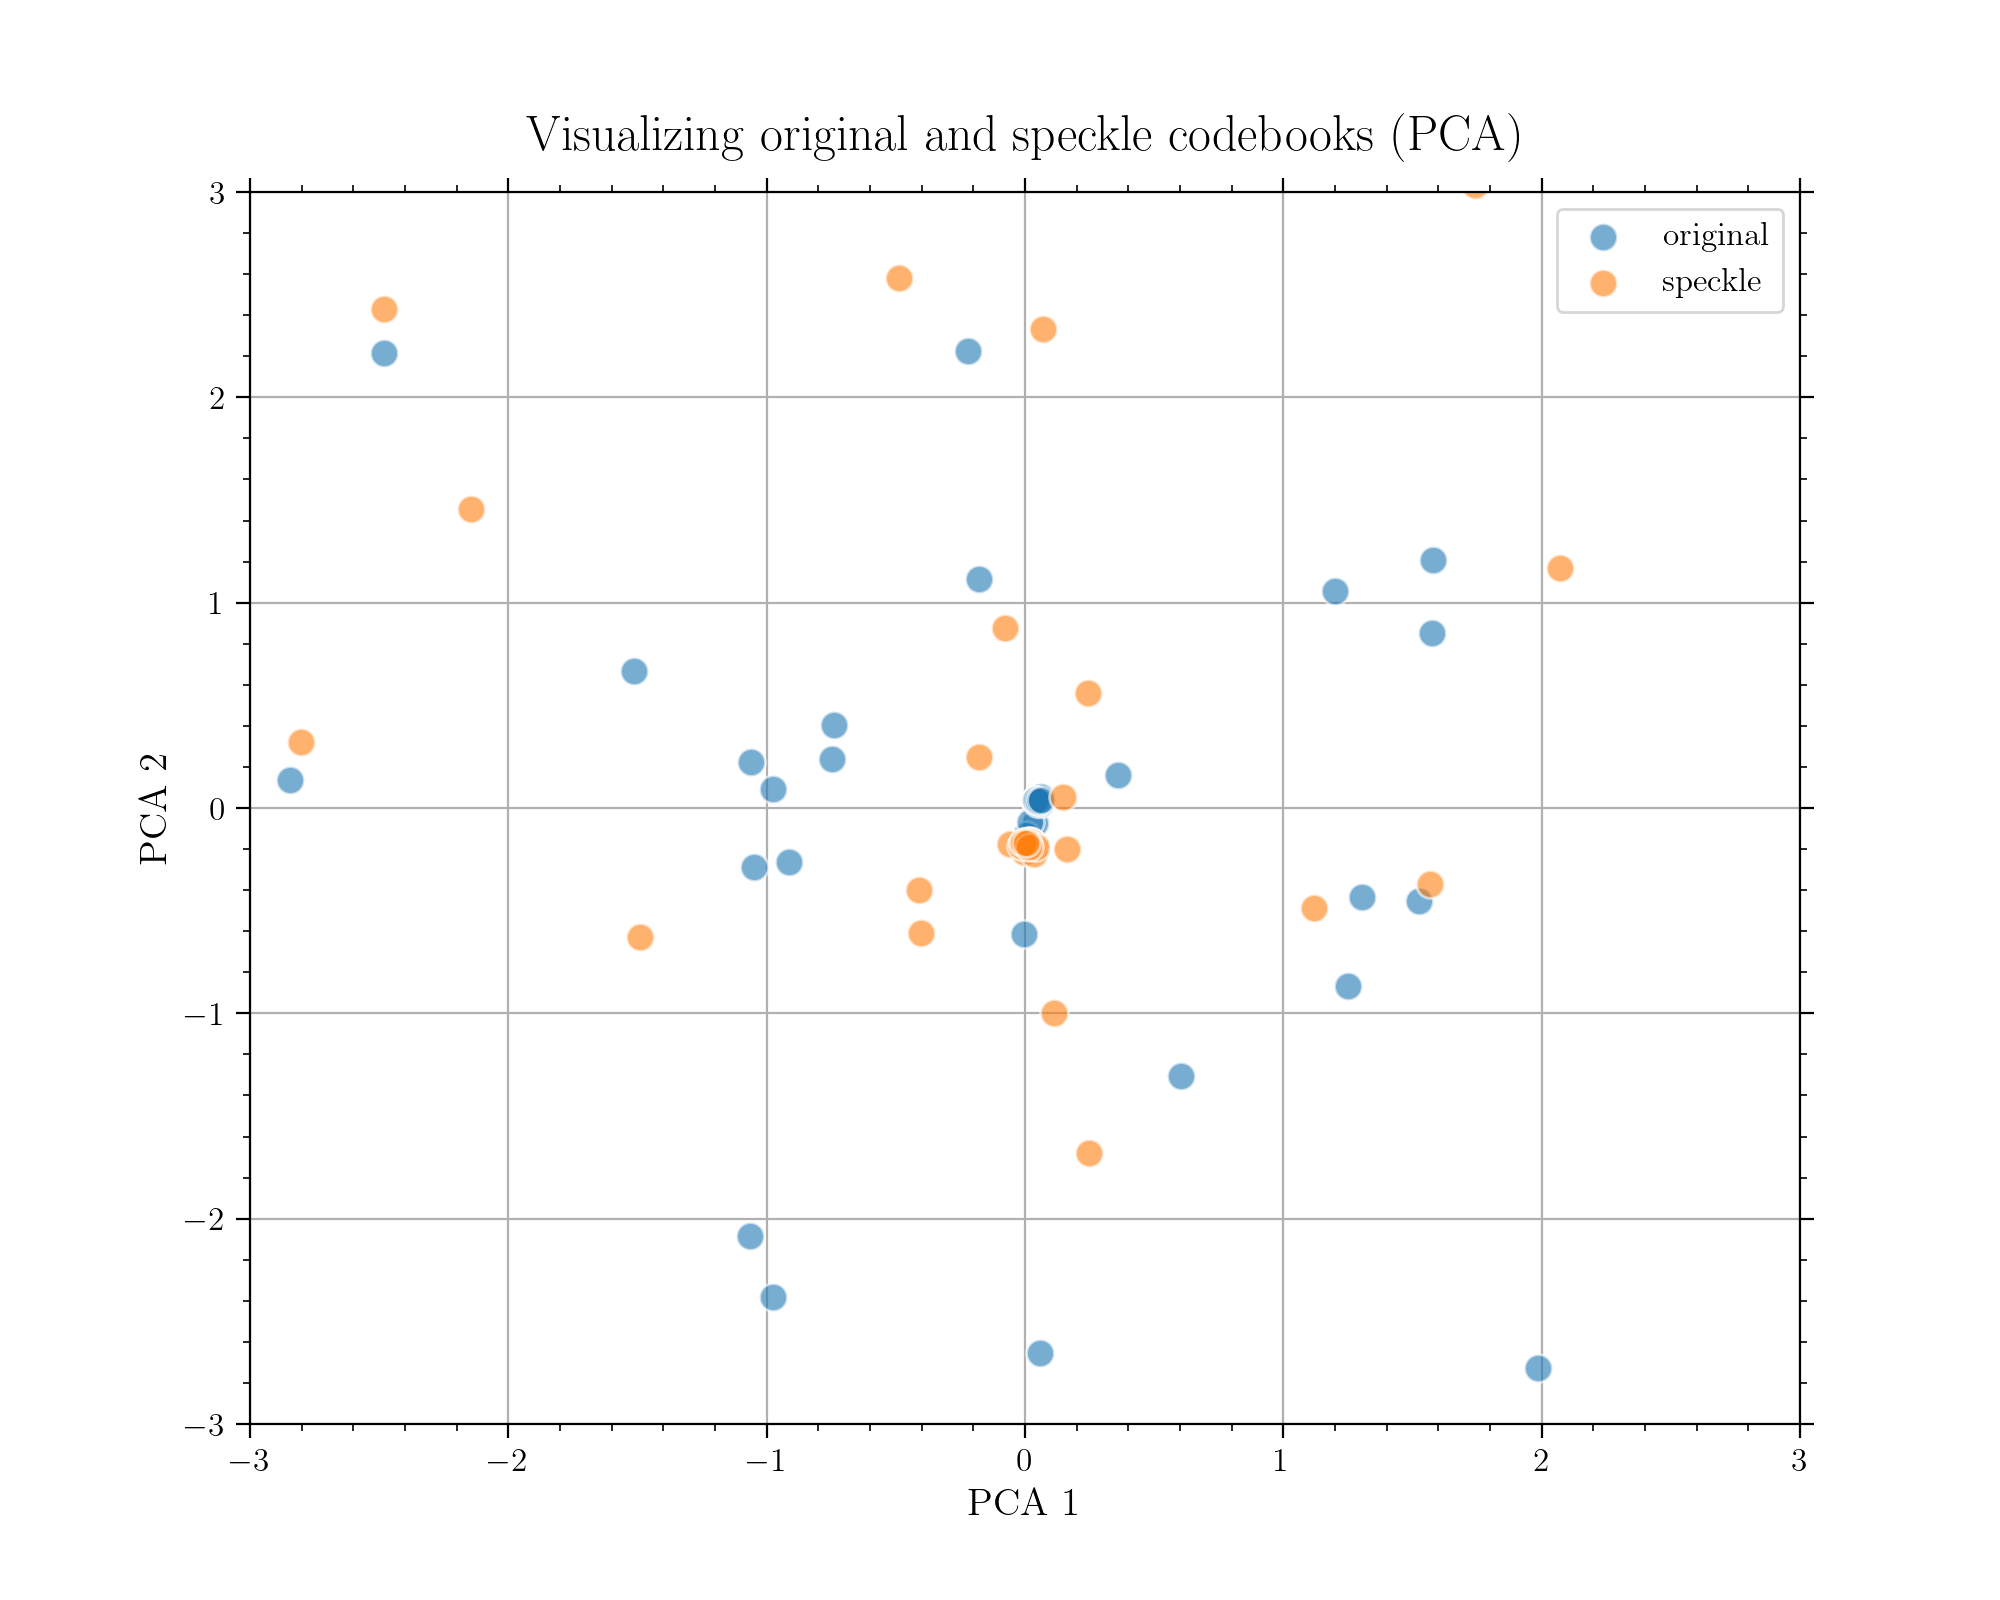 Visualizing original and speckle codebooks (PCA)
original
speckle
3
2
1
0
−1
−2
−3
PCA 2
−3
−2
−1
0
1
2
3
PCA 1